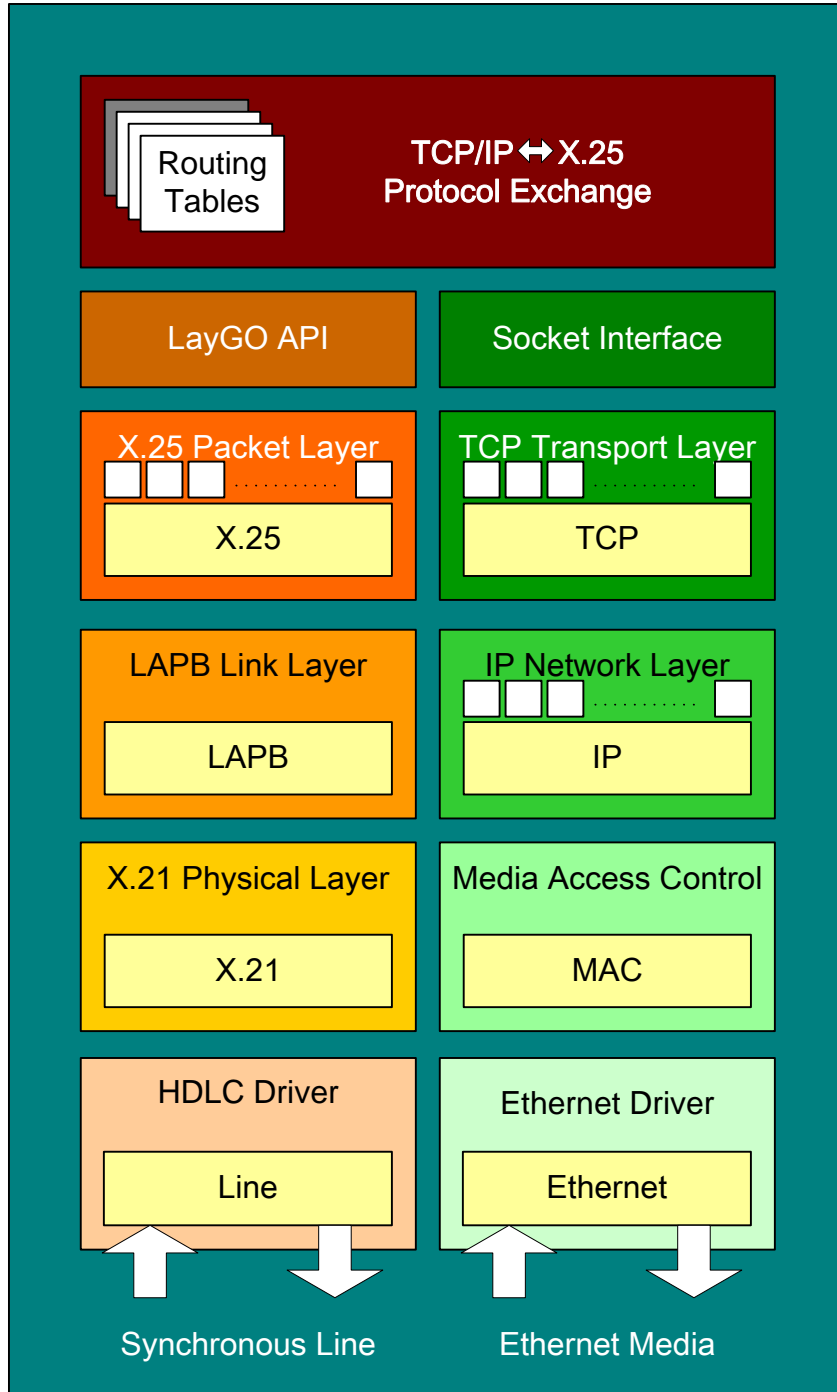 Routing
Tables
TCP/IP ⇔ X.25
Protocol Exchange
LayGO API
Socket Interface
X.25 Packet Layer
. . . . . . . . . . .
X.25
TCP Transport Layer
. . . . . . . . . . .
TCP
LAPB Link Layer
LAPB
IP Network Layer
. . . . . . . . . . .
IP
X.21 Physical Layer
X.21
Media Access Control
MAC
HDLC Driver
Line
Ethernet Driver
Ethernet
Synchronous Line
Ethernet Media